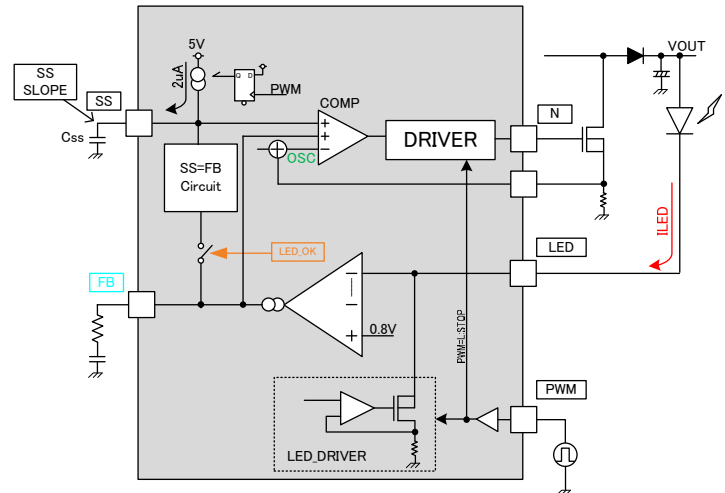 5V
2uA
Q
D
PWM
SS
SLOPE
SS
Css
COMP
+
+
−
OSC
DRIVER
N
VOUT
SS=FB
Circuit
LED_OK
FB
LED
ILED
0.8V
+
PWM=L:STOP
PWM
LED_DRIVER